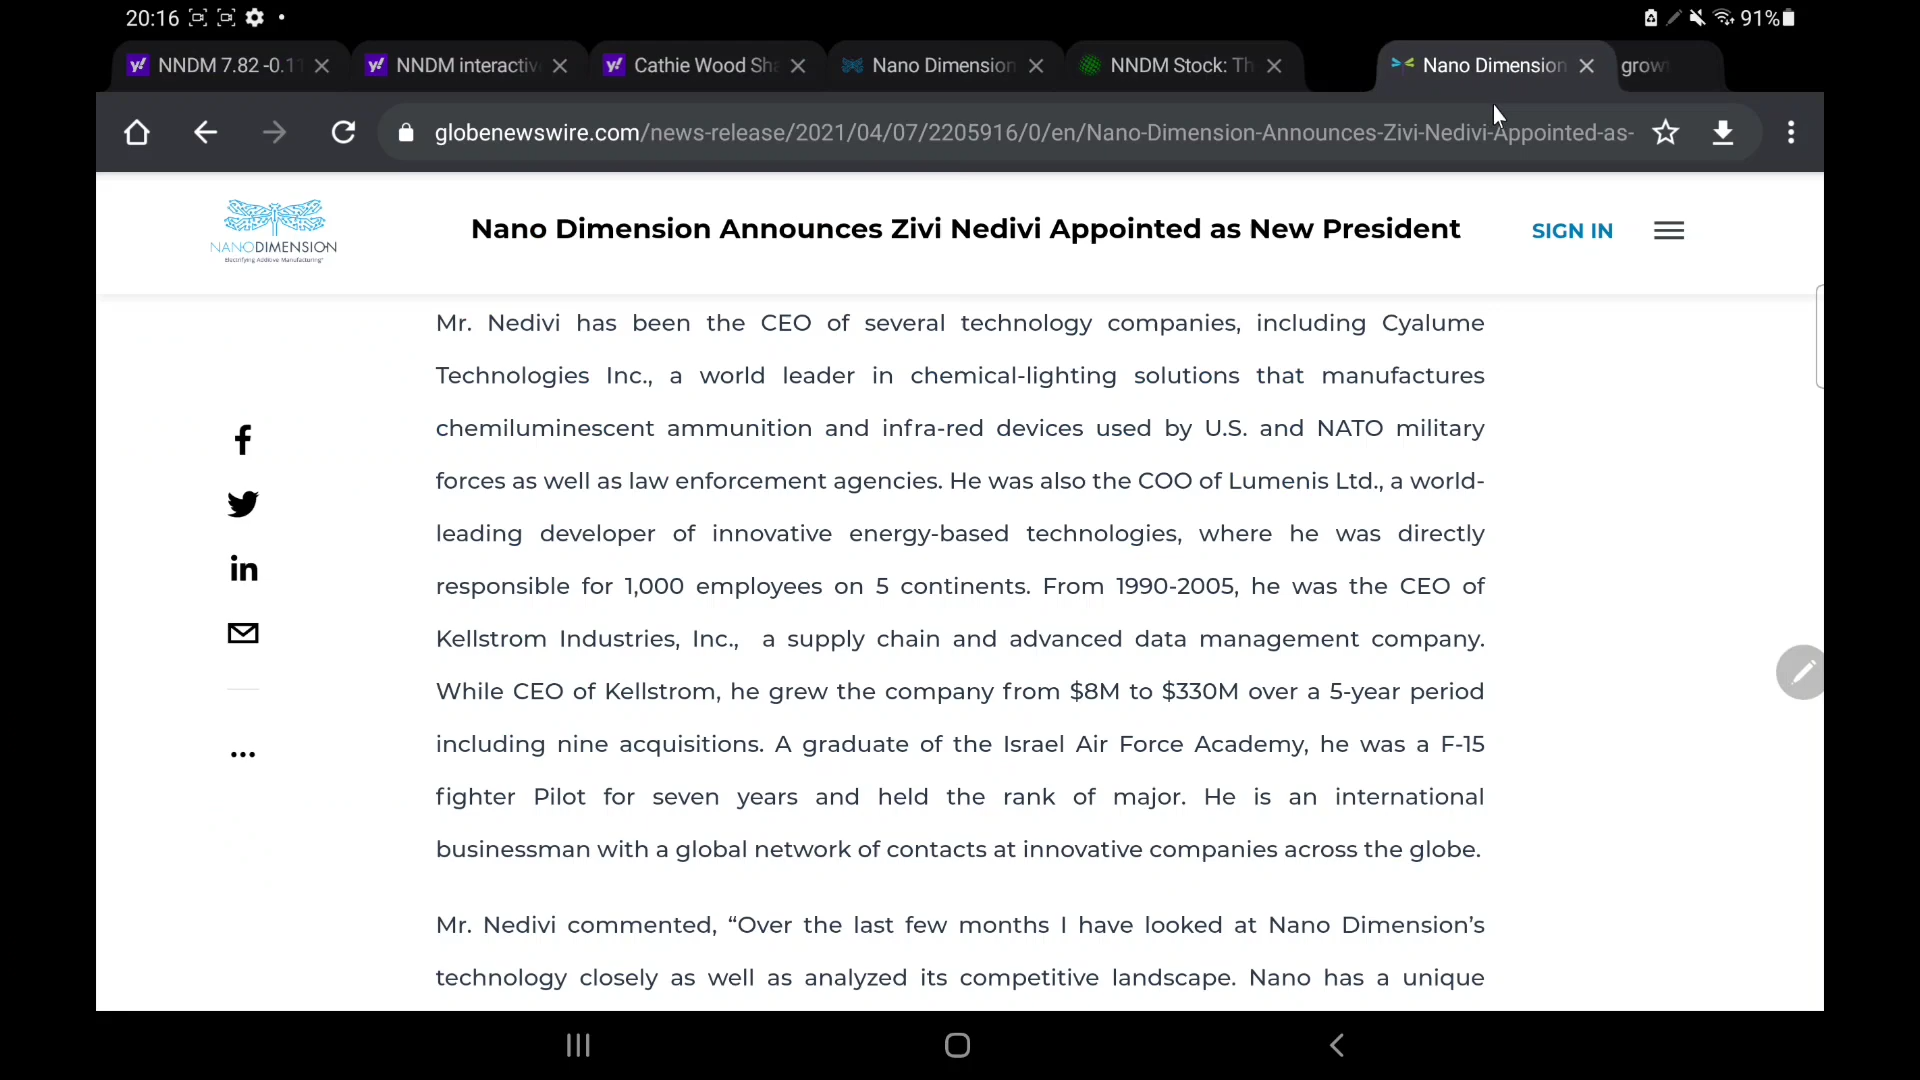 20:16
91%
NNDM 7.82 -0.1
NNDM interactiv
Cathie Wood Sh
Nano Dimension
NNDM Stock: Th
Nano Dimension
grow
globenewswire.com/news-release/2021/04/07/2205916/0/en/Nano-Dimension-Announces-Zivi-Nedivi-Appointed-as-
NANODIMENSION
Electrifying Additive Manufacturing
Nano Dimension Announces Zivi Nedivi Appointed as New President
SIGN IN
Mr. Nedivi has been the CEO of several technology companies, including Cyalume
Technologies Inc., a world leader in chemical-lighting solutions that manufactures
chemiluminescent ammunition and infra-red devices used by U.S. and NATO military
forces as well as law enforcement agencies. He was also the COO of Lumenis Ltd., a world-
leading developer of innovative energy-based technologies, where he was directly
responsible for 1,000 employees on 5 continents. From 1990-2005, he was the CEO of
Kellstrom Industries, Inc., a supply chain and advanced data management company.
While CEO of Kellstrom, he grew the company from $8M to $330M over a 5-year period
including nine acquisitions. A graduate of the Israel Air Force Academy, he was a F-15
fighter Pilot for seven years and held the rank of major. He is an international
businessman with a global network of contacts at innovative companies across the globe.
Mr. Nedivi commented, “Over the last few months I have looked at Nano Dimension’s
technology closely as well as analyzed its competitive landscape. Nano has a unique